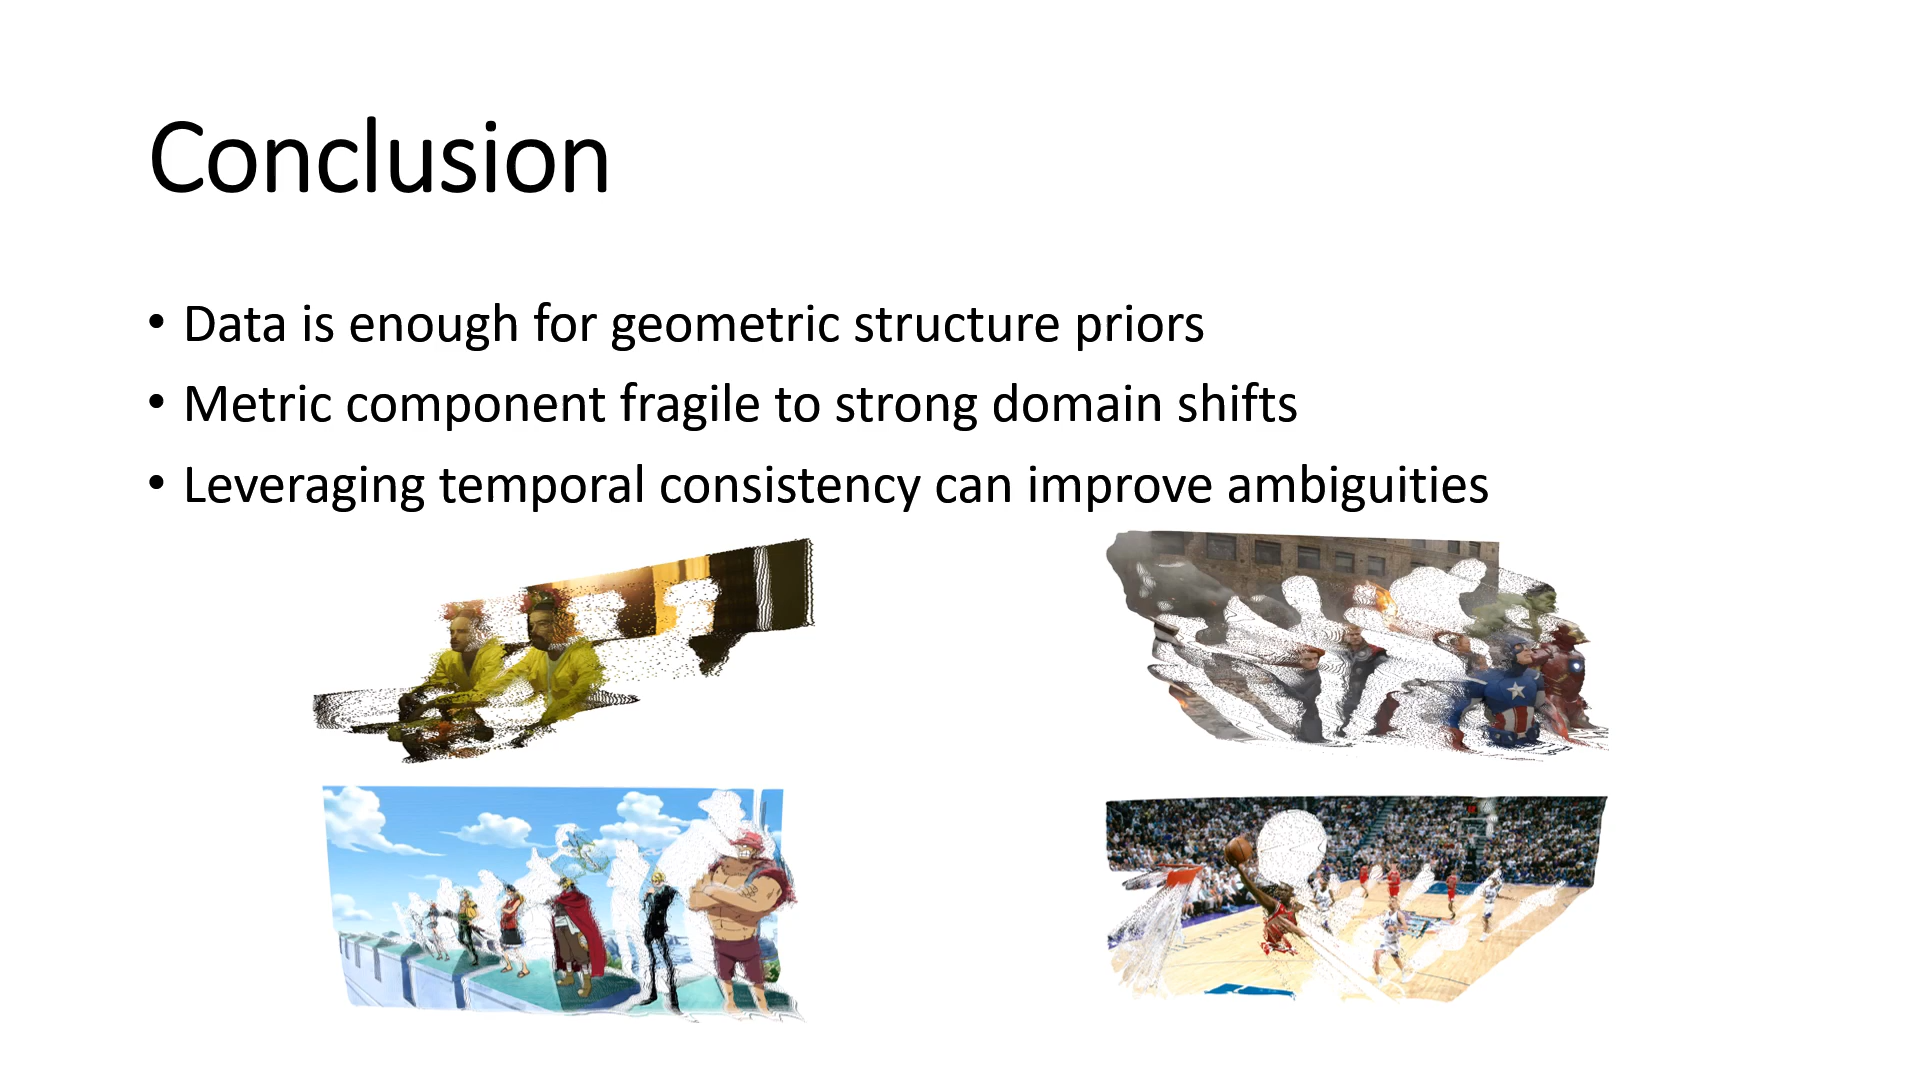 Conclusion
• Data is enough for geometric structure priors
• Metric component fragile to strong domain shifts
• Leveraging temporal consistency can improve ambiguities